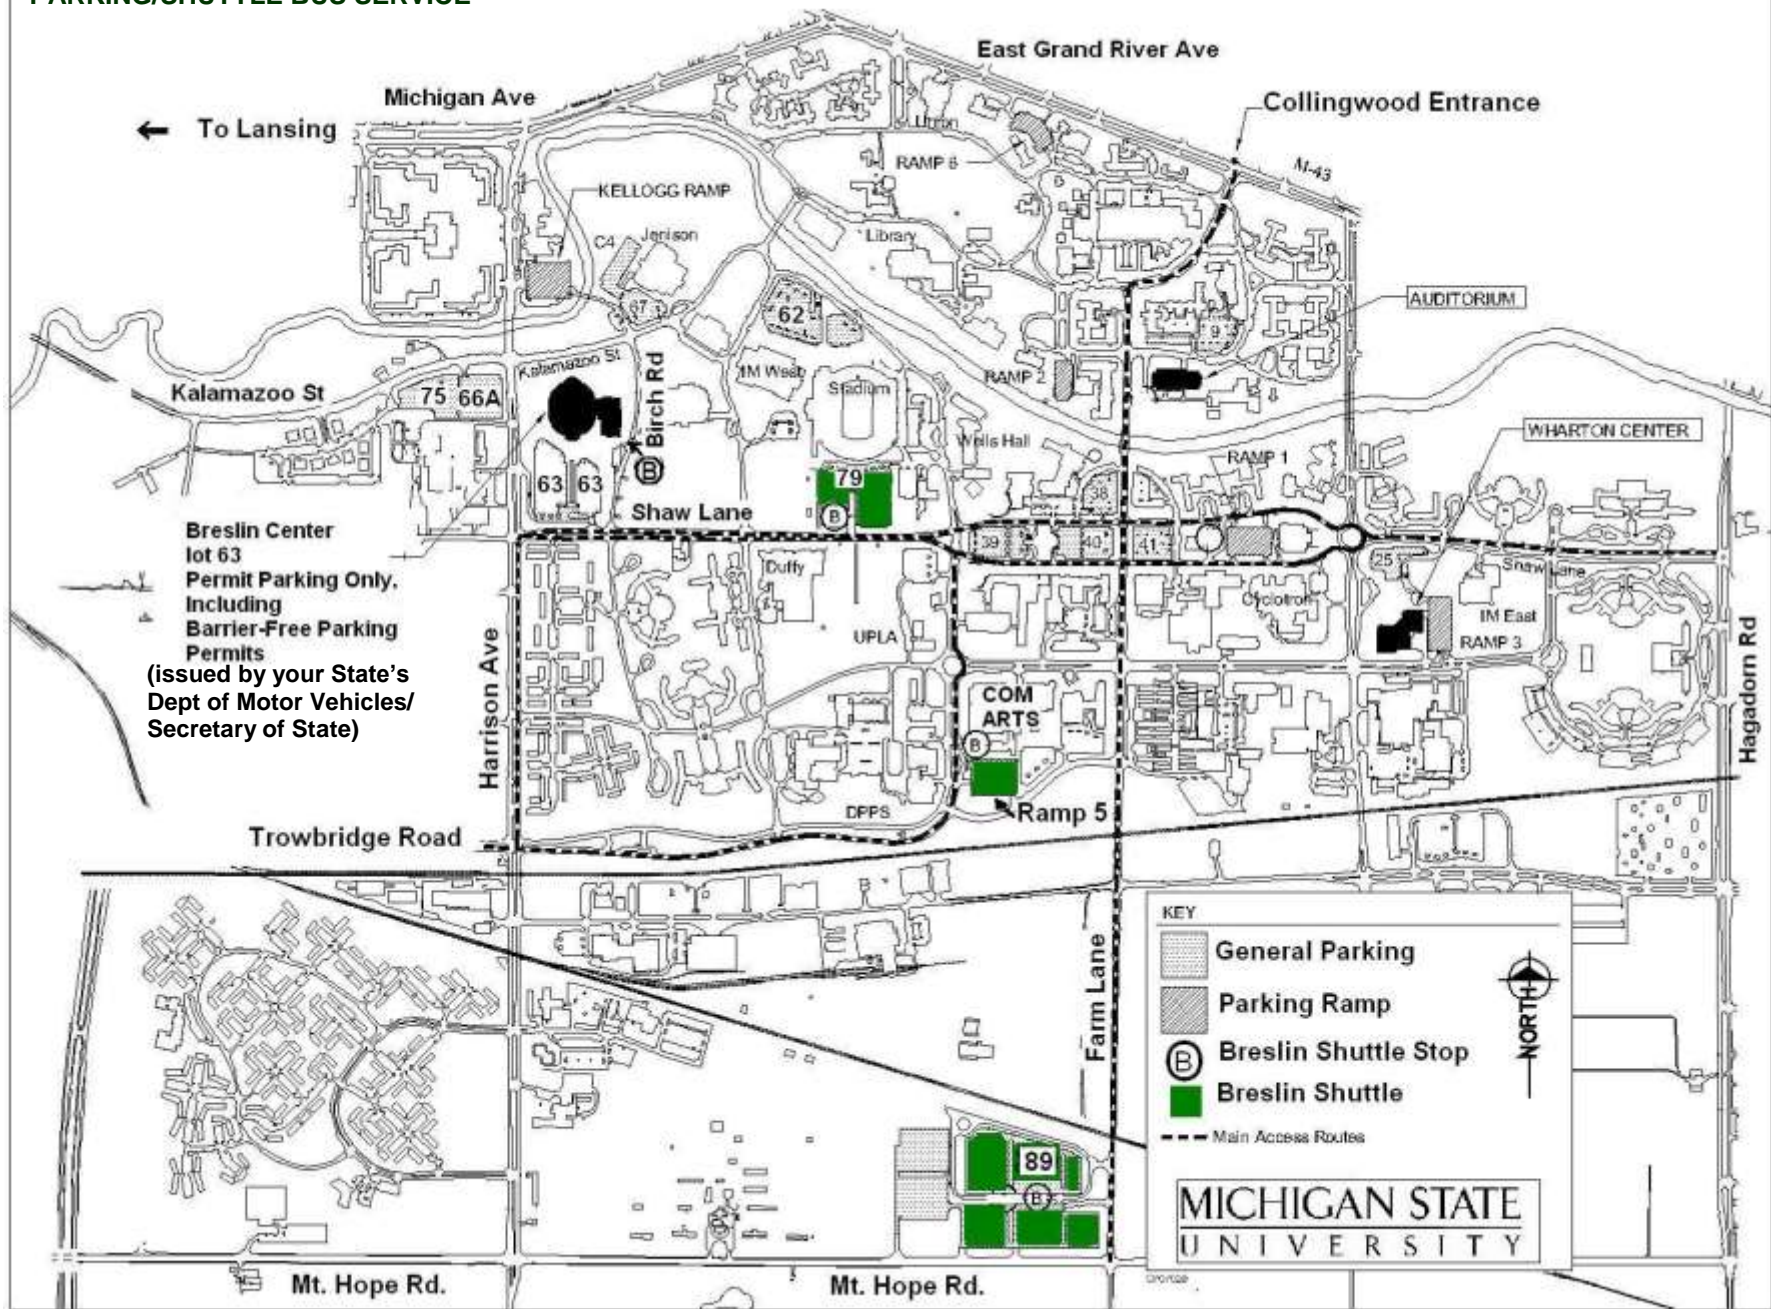 PARKING/SHUTTLE BUS SERVICE
East Grand River Ave
Michigan Ave
Collingwood Entrance
To Lansing
Union
RAMP 6
M-43
KELLOGG RAMP
C4
Jenison
Library
AUDITORIUM
67
62
9
Kalamazoo St
Kalamazoo St
75
66A
Birch Rd
IM West
Stadium
RAMP 2
Wells Hall
WHARTON CENTER
RAMP 1
B
63
63
79
38
Shaw Lane
B
Breslin Center
lot 63
Permit Parking Only,
Including
Barrier-Free Parking
Permits
(issued by your State's
Dept of Motor Vehicles/
Secretary of State)
39
40
41
25
Shaw Lane
Duffy
Cyclotron
IM East
RAMP 3
UPLA
Harrison Ave
Hagadorn Rd
COM
ARTS
B
Ramp 5
DPPS
Trowbridge Road
Farm Lane
KEY
General Parking
Parking Ramp
B
Breslin Shuttle Stop
Breslin Shuttle
Main Access Routes
NORTH
89
B
MICHIGAN STATE
UNIVERSITY
Mt. Hope Rd.
Mt. Hope Rd.